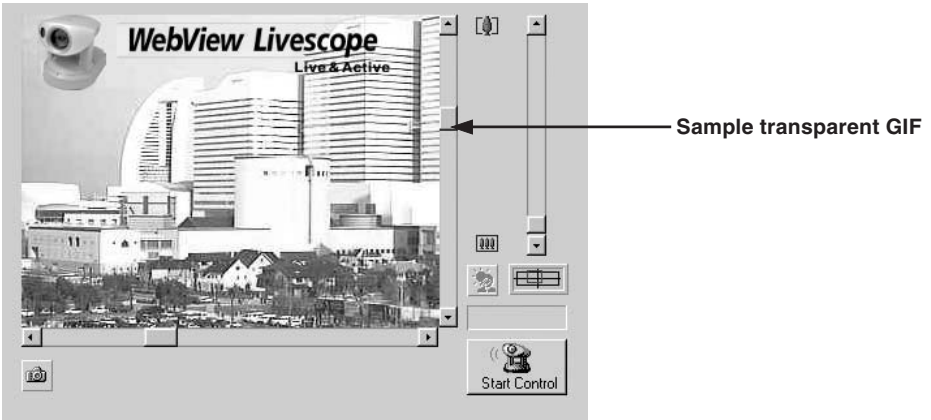 WebView Livescope
Live & Active
Sample transparent GIF
Start Control